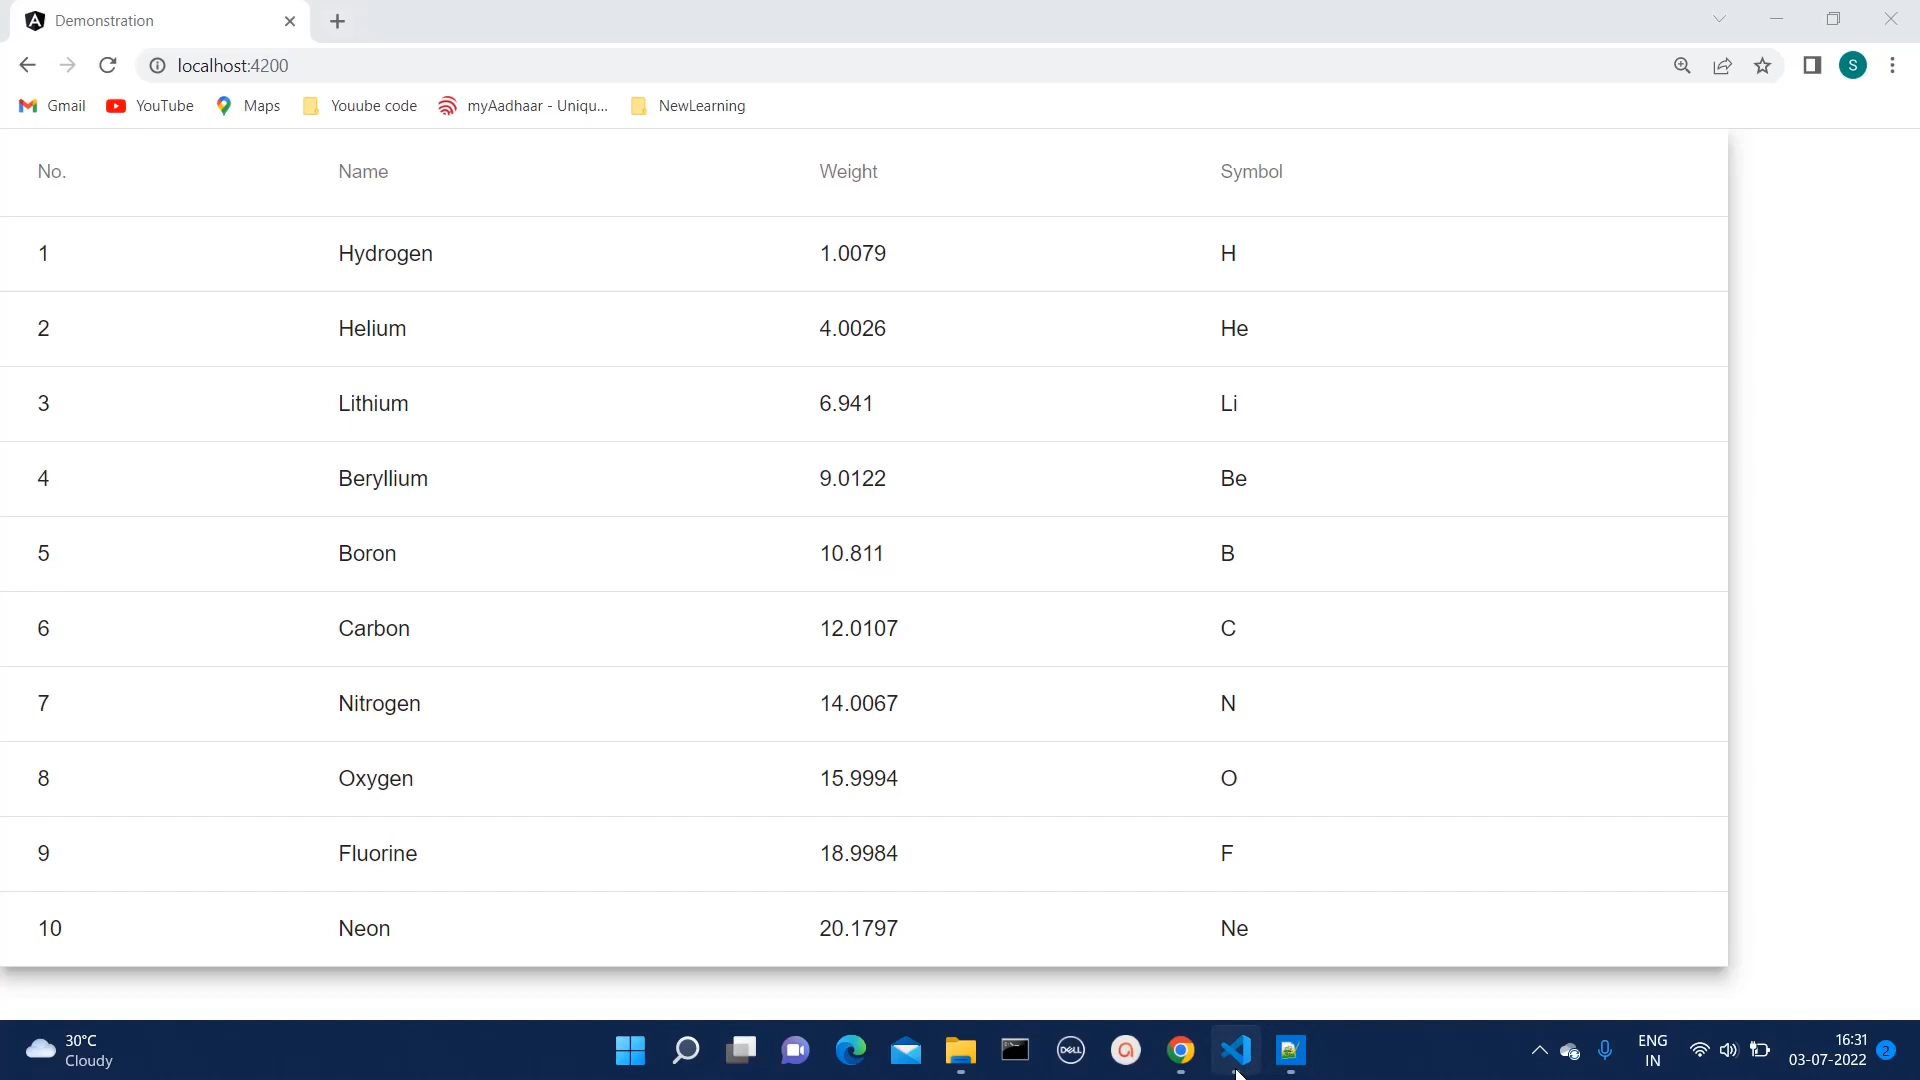 Demonstration
localhost:4200
S
Gmail YouTube Maps Youube code myAadhaar - Uniqu... NewLearning
No. Name Weight Symbol
1 Hydrogen 1.0079 H
2 Helium 4.0026 He
3 Lithium 6.941 Li
4 Beryllium 9.0122 Be
5 Boron 10.811 B
6 Carbon 12.0107 C
7 Nitrogen 14.0067 N
8 Oxygen 15.9994 O
9 Fluorine 18.9984 F
10 Neon 20.1797 Ne
30°C
Cloudy
DELL
ENG
IN
16:31
03-07-2022
2